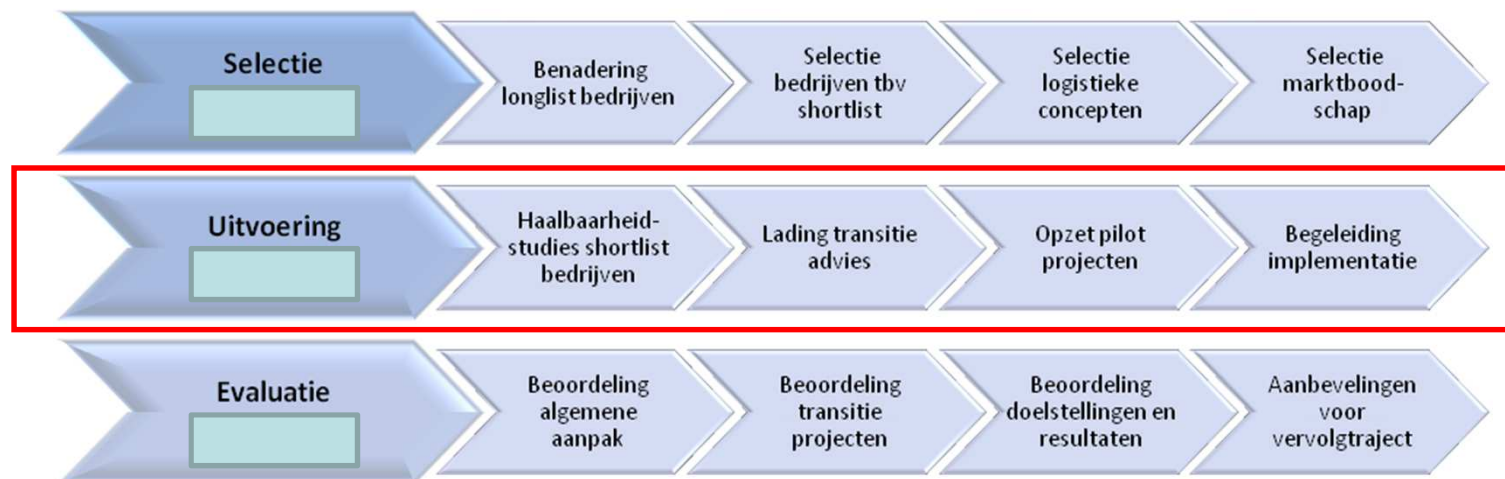 Selectie
Benadering
longlist bedrijven
Selectie
bedrijven tbv
shortlist
Selectie
logistieke
concepten
Selectie
marktbood-
schap
Uitvoering
Haalbaarheid-
studies shortlist
bedrijven
Lading transitie
advies
Opzet pilot
projecten
Begeleiding
implementatie
Evaluatie
Beoordeling
algemene
aanpak
Beoordeling
transitie
projecten
Beoordeling
doelstellingen en
resultaten
Aanbevelingen
voor
vervolgtraject